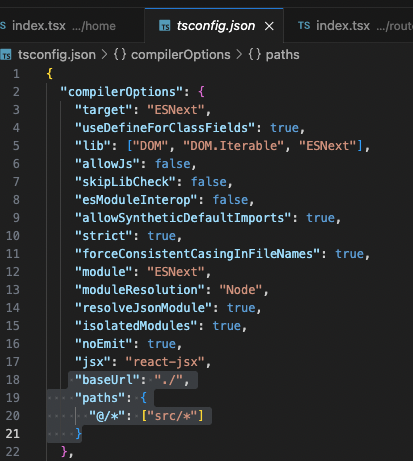 index.tsx .../home
tsconfig.json
TS index.tsx .../rout
tsconfig.json > {} compilerOptions > {} paths
1 {
2 "compilerOptions": {
3 "target": "ESNext",
4 "useDefineForClassFields": true,
5 "lib": ["DOM", "DOM.Iterable", "ESNext"],
6 "allowJs": false,
7 "skipLibCheck": false,
8 "esModuleInterop": false,
9 "allowSyntheticDefaultImports": true,
10 "strict": true,
11 "forceConsistentCasingInFileNames": true,
12 "module": "ESNext",
13 "moduleResolution": "Node",
14 "resolveJsonModule": true,
15 "isolatedModules": true,
16 "noEmit": true,
17 "jsx": "react-jsx",
18 "baseUrl": "./",
19 "paths": {
20 "@/*": ["src/*"]
21 }
22 },